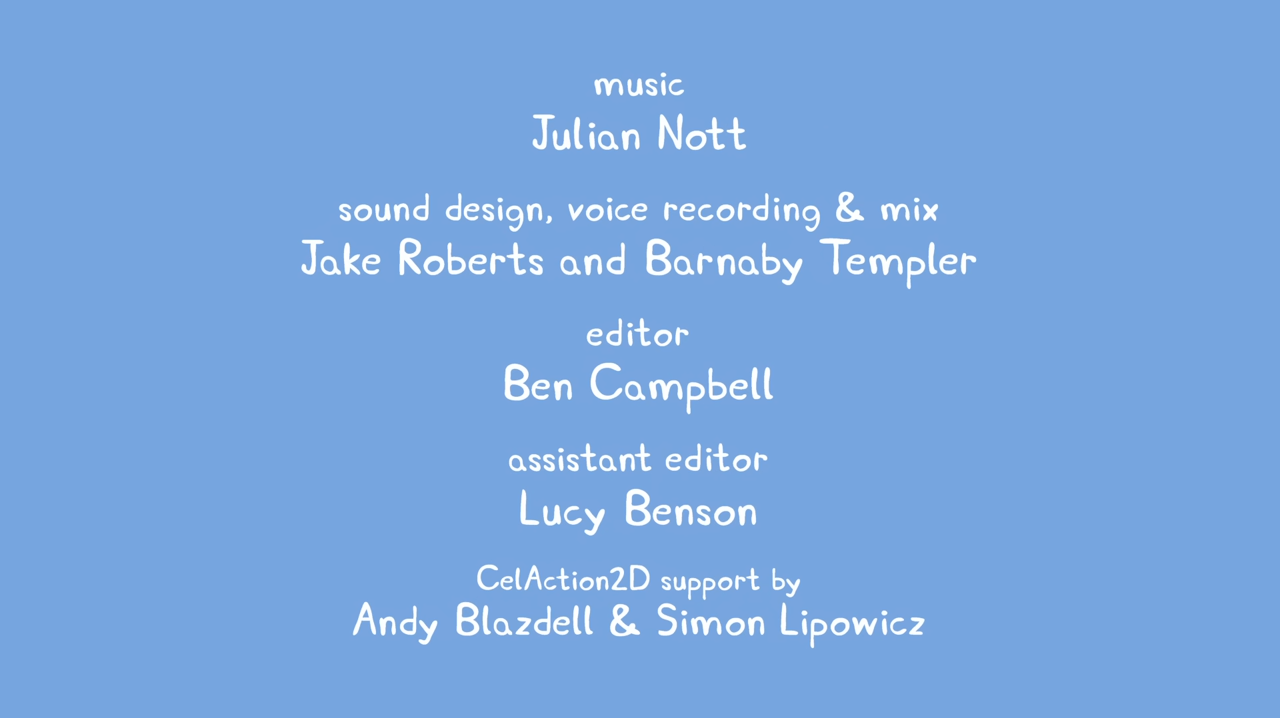 music
Julian Nott
sound design, voice recording & mix
Jake Roberts and Barnaby Templer
editor
Ben Campbell
assistant editor
Lucy Benson
CelAction2D support by
Andy Blazdell & Simon Lipowicz